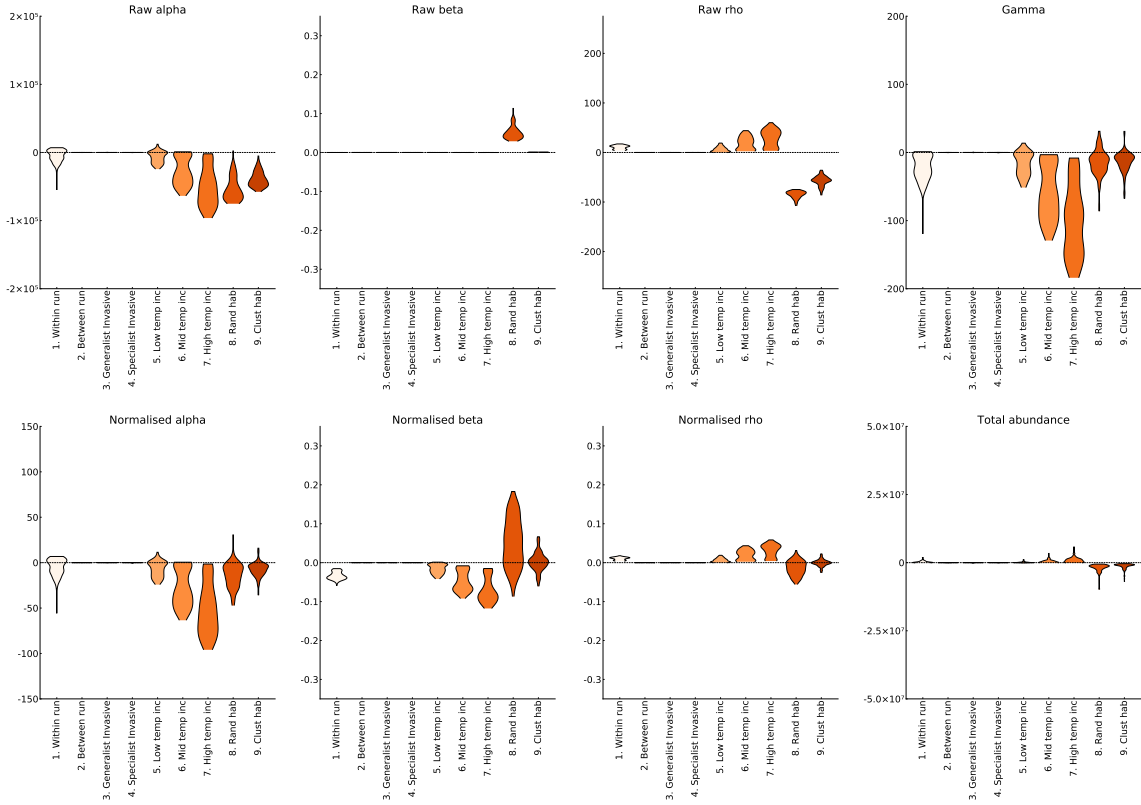 Raw alpha
2×10⁵
1×10⁵
0
-1×10⁵
-2×10⁵
1. Within run
2. Between run
3. Generalist Invasive
4. Specialist Invasive
5. Low temp inc
6. Mid temp inc
7. High temp inc
8. Rand hab
9. Clust hab
Raw beta
0.3
0.2
0.1
0.0
-0.1
-0.2
-0.3
1. Within run
2. Between run
3. Generalist Invasive
4. Specialist Invasive
5. Low temp inc
6. Mid temp inc
7. High temp inc
8. Rand hab
9. Clust hab
Raw rho
200
100
0
-100
-200
1. Within run
2. Between run
3. Generalist Invasive
4. Specialist Invasive
5. Low temp inc
6. Mid temp inc
7. High temp inc
8. Rand hab
9. Clust hab
Gamma
200
100
0
-100
-200
1. Within run
2. Between run
3. Generalist Invasive
4. Specialist Invasive
5. Low temp inc
6. Mid temp inc
7. High temp inc
8. Rand hab
9. Clust hab
Normalised alpha
150
100
50
0
-50
-100
-150
1. Within run
2. Between run
3. Generalist Invasive
4. Specialist Invasive
5. Low temp inc
6. Mid temp inc
7. High temp inc
8. Rand hab
9. Clust hab
Normalised beta
0.3
0.2
0.1
0.0
-0.1
-0.2
-0.3
1. Within run
2. Between run
3. Generalist Invasive
4. Specialist Invasive
5. Low temp inc
6. Mid temp inc
7. High temp inc
8. Rand hab
9. Clust hab
Normalised rho
0.3
0.2
0.1
0.0
-0.1
-0.2
-0.3
1. Within run
2. Between run
3. Generalist Invasive
4. Specialist Invasive
5. Low temp inc
6. Mid temp inc
7. High temp inc
8. Rand hab
9. Clust hab
Total abundance
5.0×10⁷
2.5×10⁷
0
-2.5×10⁷
-5.0×10⁷
1. Within run
2. Between run
3. Generalist Invasive
4. Specialist Invasive
5. Low temp inc
6. Mid temp inc
7. High temp inc
8. Rand hab
9. Clust hab